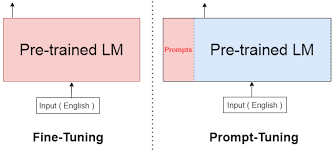 Pre-trained LM
Input ( English )
Fine-Tuning
Prompts
Pre-trained LM
Input ( English )
Prompt-Tuning